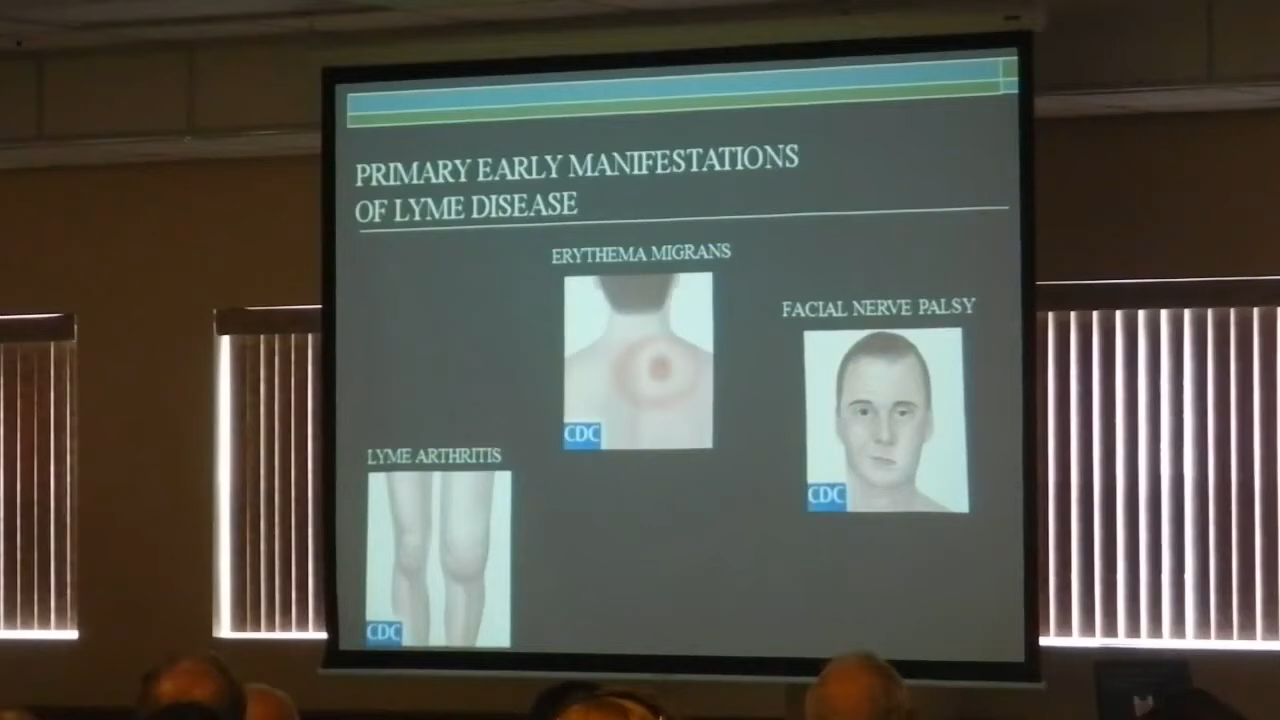 PRIMARY EARLY MANIFESTATIONS
OF LYME DISEASE
ERYTHEMA MIGRANS
CDC
FACIAL NERVE PALSY
CDC
LYME ARTHRITIS
CDC